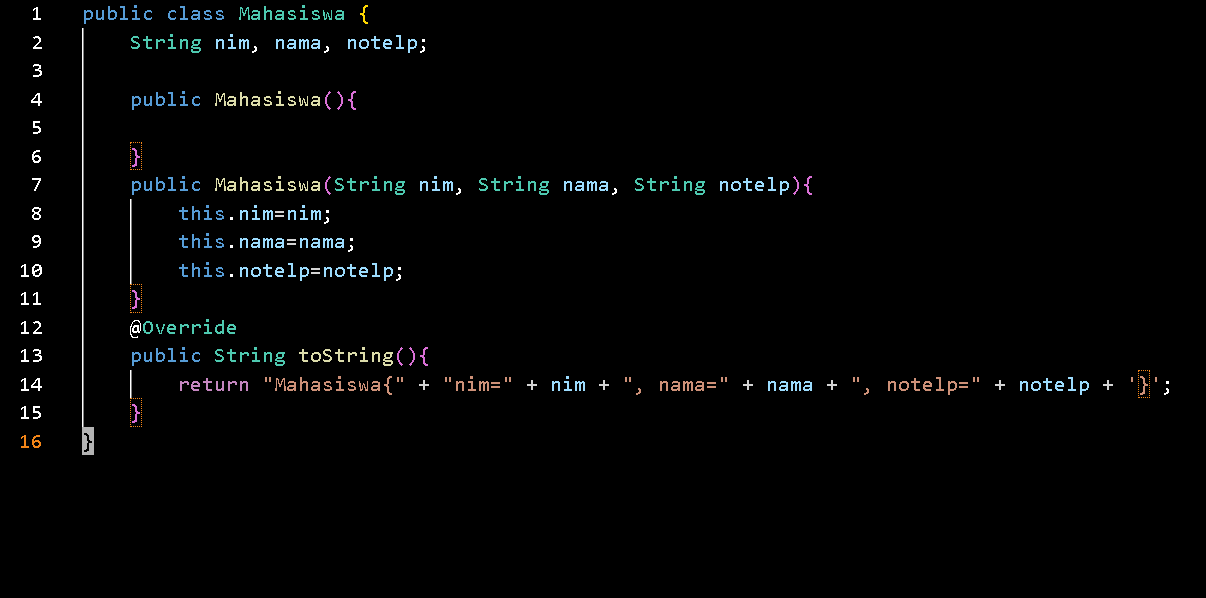 1 public class Mahasiswa {
2 String nim, nama, notelp;
3
4 public Mahasiswa(){
5
6 }
7 public Mahasiswa(String nim, String nama, String notelp){
8 this.nim=nim;
9 this.nama=nama;
10 this.notelp=notelp;
11 }
12 @Override
13 public String toString(){
14 return "Mahasiswa{" + "nim=" + nim + ", nama=" + nama + ", notelp=" + notelp + '}';
15 }
16 }